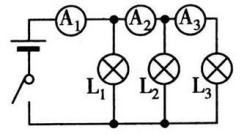 A₁ A₂ A₃
L₁ L₂ L₃